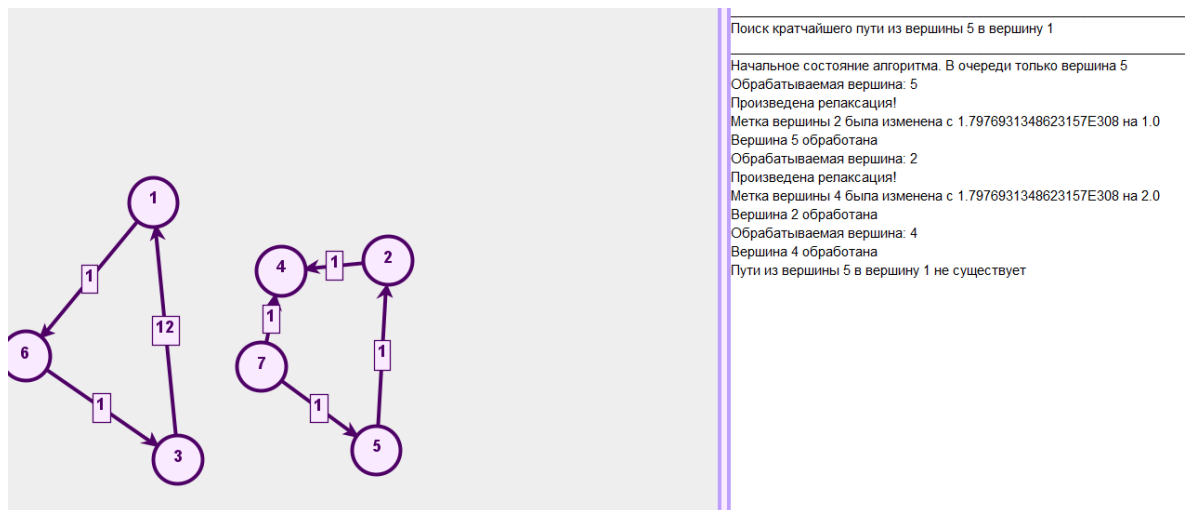 Поиск кратчайшего пути из вершины 5 в вершину 1
Начальное состояние алгоритма. В очереди только вершина 5
Обрабатываемая вершина: 5
Произведена релаксация!
Метка вершины 2 была изменена с 1.7976931348623157E308 на 1.0
Вершина 5 обработана
Обрабатываемая вершина: 2
Произведена релаксация!
Метка вершины 4 была изменена с 1.7976931348623157E308 на 2.0
Вершина 2 обработана
Обрабатываемая вершина: 4
Вершина 4 обработана
Пути из вершины 5 в вершину 1 не существует
1
1
12
6
1
3
4
1
2
1
7
1
1
5